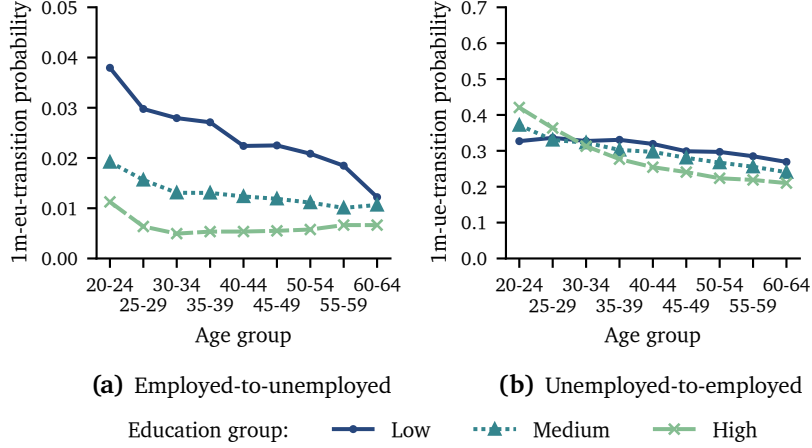 1m-eu-transition probability
0.05
0.04
0.03
0.02
0.01
0.00
20-24 30-34 40-44 50-54 60-64
25-29 35-39 45-49 55-59
Age group
(a) Employed-to-unemployed
1m-ue-transition probability
0.7
0.6
0.5
0.4
0.3
0.2
0.1
0.0
20-24 30-34 40-44 50-54 60-64
25-29 35-39 45-49 55-59
Age group
(b) Unemployed-to-employed
Education group: Low Medium High